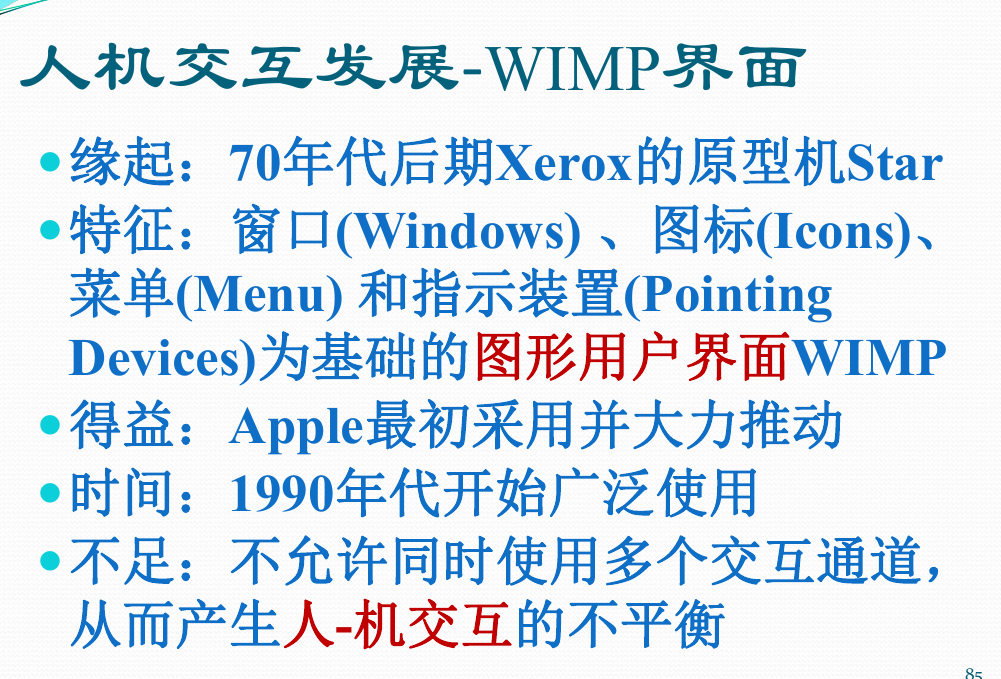 人机交互发展-WIMP界面
缘起：70年代后期Xerox的原型机Star
特征：窗口(Windows) 、图标(Icons)、
菜单(Menu) 和指示装置(Pointing
Devices)为基础的图形用户界面WIMP
得益：Apple最初采用并大力推动
时间：1990年代开始广泛使用
不足：不允许同时使用多个交互通道，
从而产生人-机交互的不平衡
85